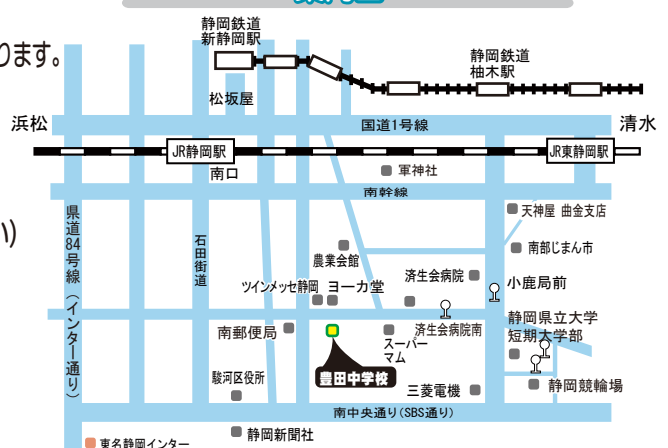 ります。
静岡鉄道
新静岡駅
静岡鉄道
柚木駅
松坂屋
浜松
国道1号線
清水
JR静岡駅
JR東静岡駅
南口
軍神社
南幹線
い)
県道84号線(インター通り)
石田街道
天神屋 曲金支店
農業会館
南部じまん市
済生会病院
小鹿局前
ツインメッセ静岡
ヨーカ堂
静岡県立大学
短期大学部
南郵便局
済生会病院南
スーパー
マム
豊田中学校
駿河区役所
三菱電機
静岡競輪場
南中央通り(SBS通り)
静岡新聞社
東名静岡インター